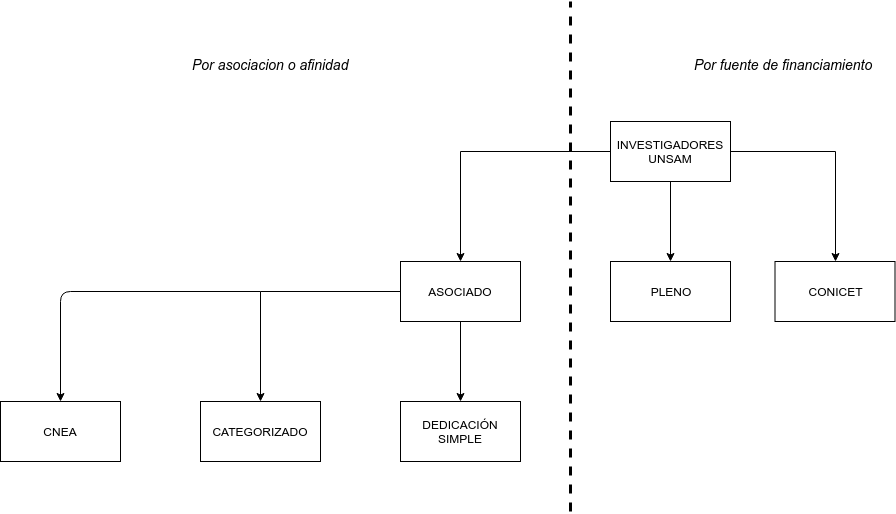 Por asociacion o afinidad
Por fuente de financiamiento
INVESTIGADORES
UNSAM
ASOCIADO
PLENO
CONICET
CNEA
CATEGORIZADO
DEDICACIÓN
SIMPLE